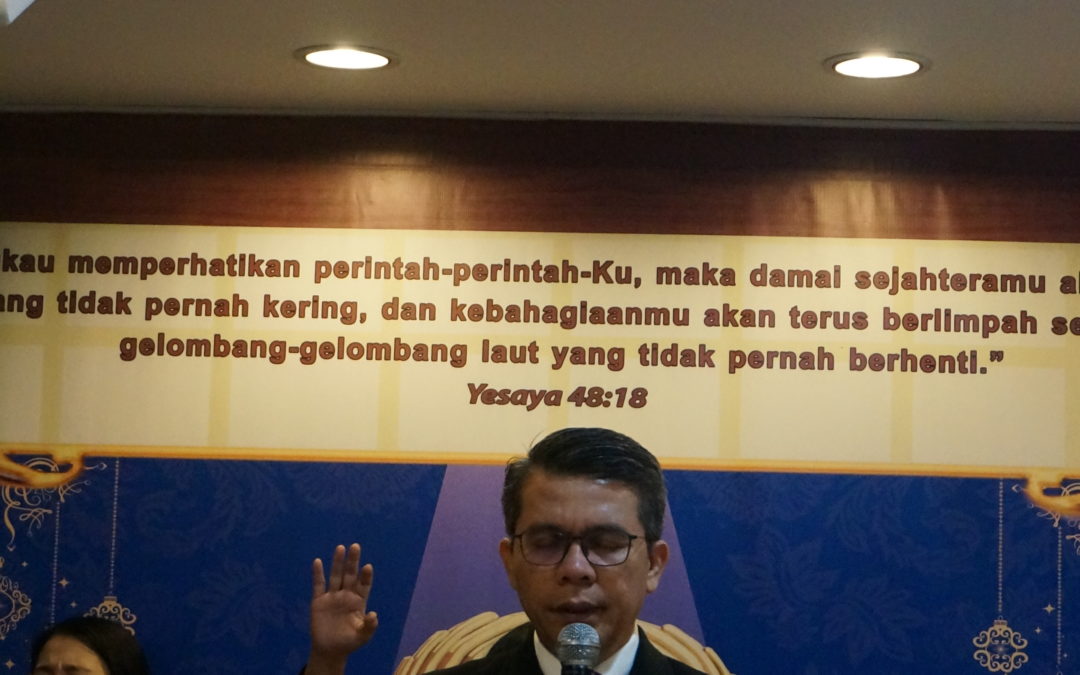 kau memperhatikan perintah-perintah-Ku, maka damai sejahteramu
tidak pernah kering, dan kebahagiaanmu akan terus berlimpah
gelombang-gelombang laut yang tidak pernah berhenti.”
Yesaya 48:18